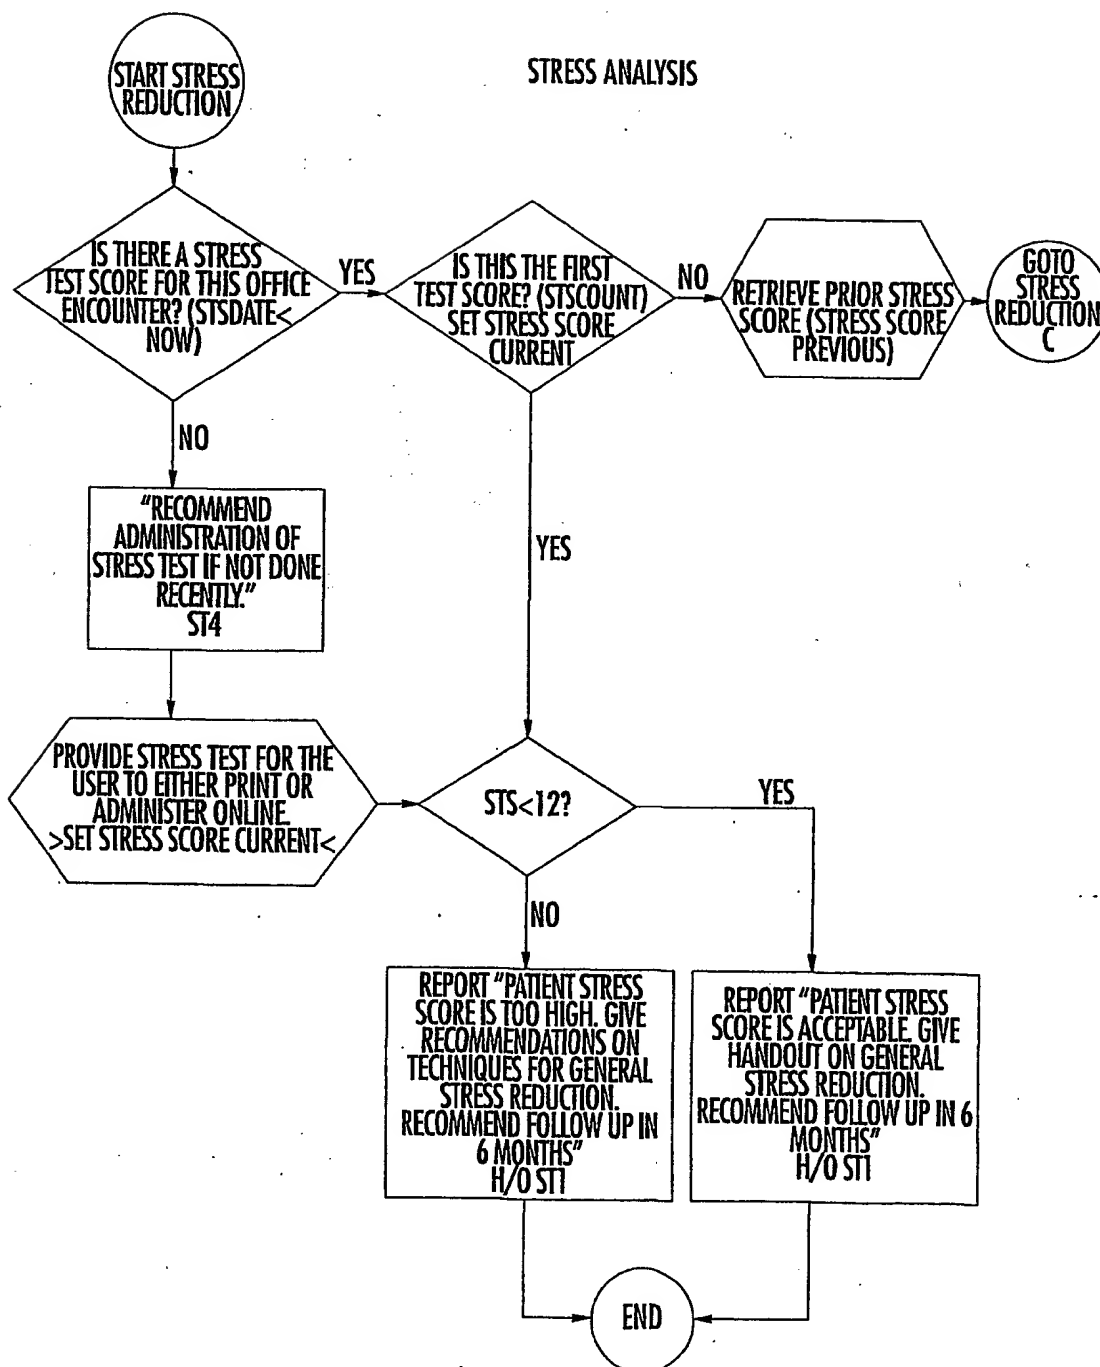 START STRESS
REDUCTION
STRESS ANALYSIS
IS THERE A STRESS
TEST SCORE FOR THIS OFFICE
ENCOUNTER? (STSDATE<
NOW)
YES
IS THIS THE FIRST
TEST SCORE? (STSCOUNT)
SET STRESS SCORE
CURRENT
NO
RETRIEVE PRIOR STRESS
SCORE (STRESS SCORE
PREVIOUS)
GOTO
STRESS
REDUCTION
C
NO
"RECOMMEND
ADMINISTRATION OF
STRESS TEST IF NOT DONE
RECENTLY."
ST4
YES
PROVIDE STRESS TEST FOR THE
USER TO EITHER PRINT OR
ADMINISTER ONLINE.
>SET STRESS SCORE CURRENT<
STS<12?
YES
NO
REPORT "PATIENT STRESS
SCORE IS TOO HIGH. GIVE
RECOMMENDATIONS ON
TECHNIQUES FOR GENERAL
STRESS REDUCTION.
RECOMMEND FOLLOW UP IN
6 MONTHS"
H/O ST1
REPORT "PATIENT STRESS
SCORE IS ACCEPTABLE. GIVE
HANDOUT ON GENERAL
STRESS REDUCTION.
RECOMMEND FOLLOW UP IN 6
MONTHS"
H/O ST1
END